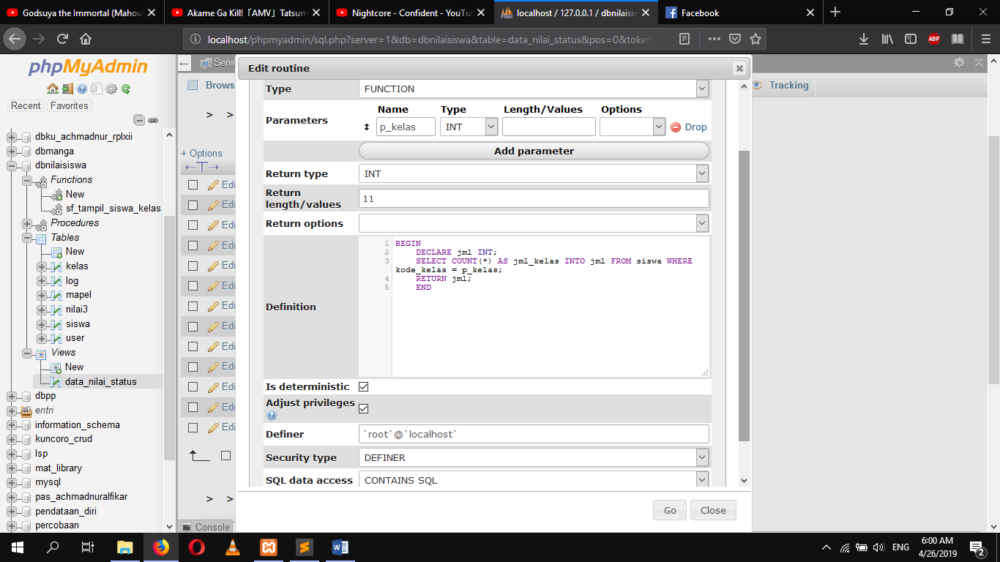 Godsuya the Immortal (Mahou
Akame Ga Kill!「AMV」Tatsum
Nightcore - Confident - YouTu
localhost / 127.0.0.1 / dbnilaisis
Facebook
localhost/phpmyadmin/sql.php?server=1&db=dbnilaisiswa&table=data_nilai_status&pos=0&token
ABP
phpMyAdmin
Recent
Favorites
dbku_achmadnur_rplxii
dbmanga
dbnilaisiswa
Functions
New
sf_tampil_siswa_kelas
Procedures
Tables
New
kelas
log
mapel
nilai3
siswa
user
Views
New
data_nilai_status
dbpp
entri
information_schema
kuncoro_crud
lsp
mat_library
mysql
pas_achmadnuralfikar
pendataan_diri
percobaan
Serve
Brows
> >
+ Options
←T→
Edi
Edi
Edi
Edi
Edi
Edi
Edi
Edi
Edi
Edi
Edi
Edi
Edi
> >
Console
Tracking
Edit routine
Type FUNCTION
Parameters
Name Type Length/Values Options
p_kelas INT Drop
Add parameter
Return type INT
Return
length/values 11
Return options
Definition
1 BEGIN
2 DECLARE jml INT;
3 SELECT COUNT(*) AS jml_kelas INTO jml FROM siswa WHERE
kode_kelas = p_kelas;
4 RETURN jml;
5 END
Is deterministic
Adjust privileges
Definer `root`@`localhost`
Security type DEFINER
SQL data access CONTAINS SQL
Go Close
ENG
6:00 AM
4/26/2019
2